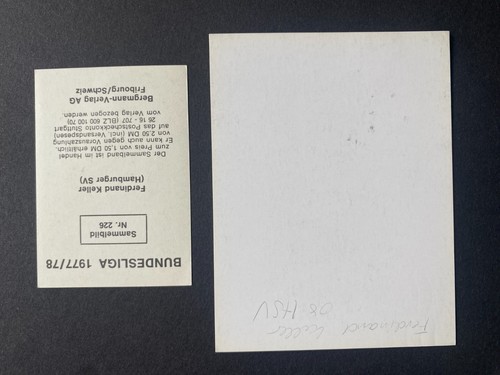 BUNDESLIGA 1977/78
Sammelbild
Nr. 226
Ferdinand Keller
(Hamburger SV)
Der Sammelband ist im Handel
zum Preis von 1,50 DM erhältlich.
Er kann auch gegen Vorauszahlung
von 2,50 DM (incl. Versandspesen)
auf das Postscheckkonto Stuttgart
26 16 - 707 (BLZ 600 100 70)
vom Verlag bezogen werden.
Bergmann-Verlag AG
Fribourg/Schweiz
Ferdinand Keller
HSV